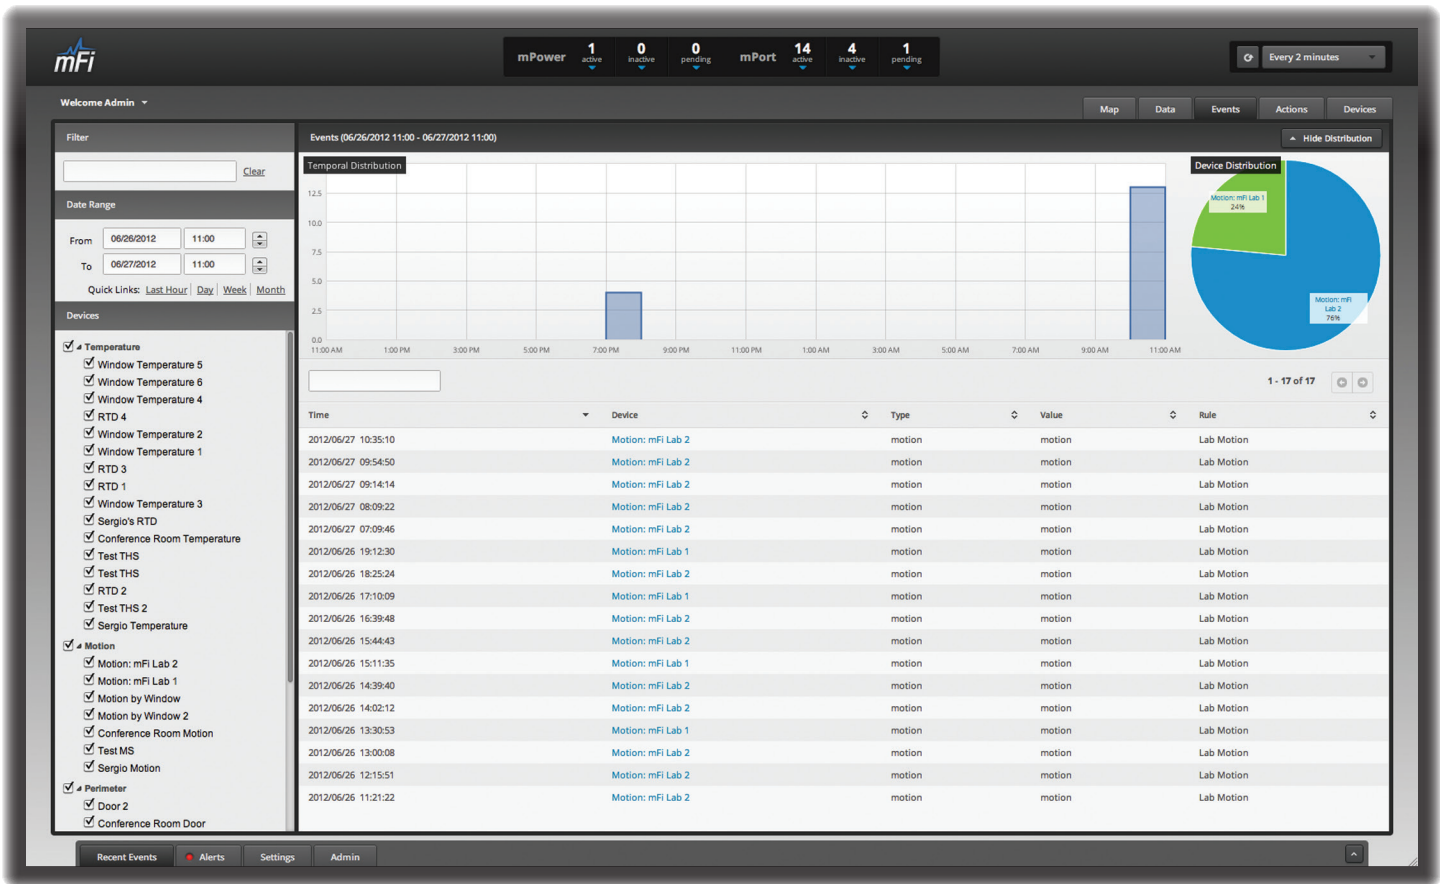 mFi
mPower 1 active 0 inactive 0 pending mPort 14 active 4 inactive 1 pending
Every 2 minutes
Welcome Admin
Map Data Events Actions Devices
Filter
Clear
Date Range
From 06/26/2012 11:00
To 06/27/2012 11:00
Quick Links: Last Hour Day Week Month
Devices
Temperature
Window Temperature 5
Window Temperature 6
Window Temperature 4
RTD 4
Window Temperature 2
Window Temperature 1
RTD 3
RTD 1
Window Temperature 3
Sergio's RTD
Conference Room Temperature
Test THS
Test THS
RTD 2
Test THS 2
Sergio Temperature
Motion
Motion: mFi Lab 2
Motion: mFi Lab 1
Motion by Window
Motion by Window 2
Conference Room Motion
Test MS
Sergio Motion
Perimeter
Door 2
Conference Room Door
Events (06/26/2012 11:00 - 06/27/2012 11:00)
Hide Distribution
Temporal Distribution
12.5
10.0
7.5
5.0
2.5
0.0
11:00 AM 1:00 PM 3:00 PM 5:00 PM 7:00 PM 9:00 PM 11:00 PM 1:00 AM 3:00 AM 5:00 AM 7:00 AM 9:00 AM 11:00 AM
Device Distribution
Motion: mFi Lab 1
24%
Motion: mFi
Lab 2
76%
1 - 17 of 17
Time Device Type Value Rule
2012/06/27 10:35:10 Motion: mFi Lab 2 motion motion Lab Motion
2012/06/27 09:54:50 Motion: mFi Lab 2 motion motion Lab Motion
2012/06/27 09:14:14 Motion: mFi Lab 2 motion motion Lab Motion
2012/06/27 08:09:22 Motion: mFi Lab 2 motion motion Lab Motion
2012/06/27 07:09:46 Motion: mFi Lab 2 motion motion Lab Motion
2012/06/26 19:12:30 Motion: mFi Lab 1 motion motion Lab Motion
2012/06/26 18:25:24 Motion: mFi Lab 2 motion motion Lab Motion
2012/06/26 17:10:09 Motion: mFi Lab 1 motion motion Lab Motion
2012/06/26 16:39:48 Motion: mFi Lab 2 motion motion Lab Motion
2012/06/26 15:44:43 Motion: mFi Lab 2 motion motion Lab Motion
2012/06/26 15:11:35 Motion: mFi Lab 1 motion motion Lab Motion
2012/06/26 14:39:40 Motion: mFi Lab 2 motion motion Lab Motion
2012/06/26 14:02:12 Motion: mFi Lab 2 motion motion Lab Motion
2012/06/26 13:30:53 Motion: mFi Lab 1 motion motion Lab Motion
2012/06/26 13:00:08 Motion: mFi Lab 2 motion motion Lab Motion
2012/06/26 12:15:51 Motion: mFi Lab 2 motion motion Lab Motion
2012/06/26 11:21:22 Motion: mFi Lab 2 motion motion Lab Motion
Recent Events Alerts Settings Admin